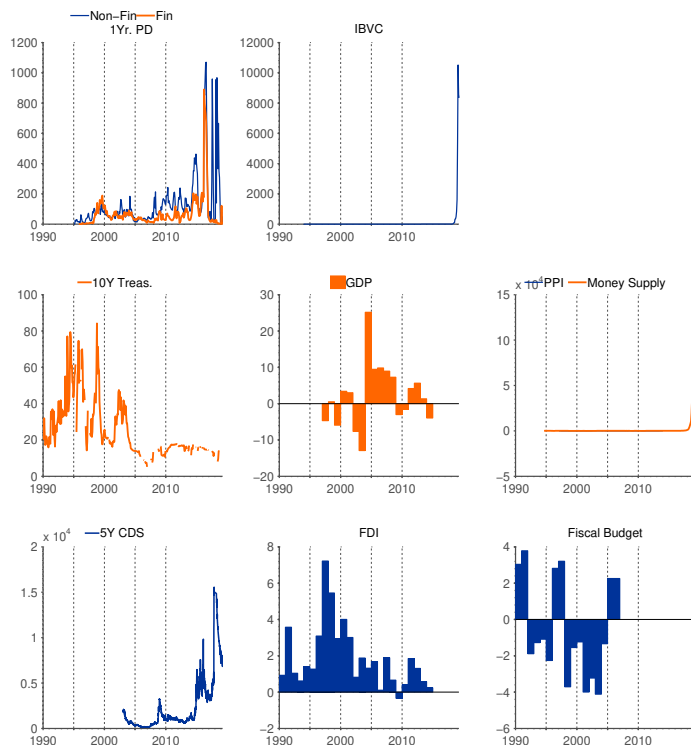 Non-Fin Fin
1Yr. PD
1200
1000
800
600
400
200
0
1990 2000 2010
IBVC
12000
10000
8000
6000
4000
2000
0
1990 2000 2010
10Y Treas.
100
80
60
40
20
0
1990 2000 2010
GDP
30
20
10
0
-10
-20
1990 2000 2010
x 10^4 PPI Money Supply
15
10
5
0
-5
1990 2000 2010
5Y CDS
x 10^4
2
1.5
1
0.5
0
1990 2000 2010
FDI
8
6
4
2
0
-2
1990 2000 2010
Fiscal Budget
4
2
0
-2
-4
-6
1990 2000 2010